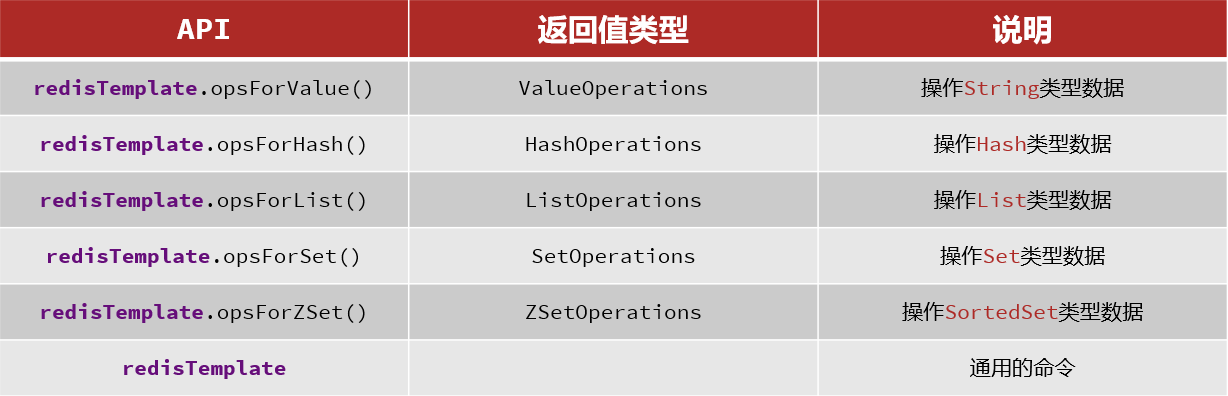 API 返回值类型 说明
redisTemplate.opsForValue() ValueOperations 操作String类型数据
redisTemplate.opsForHash() HashOperations 操作Hash类型数据
redisTemplate.opsForList() ListOperations 操作List类型数据
redisTemplate.opsForSet() SetOperations 操作Set类型数据
redisTemplate.opsForZSet() ZSetOperations 操作SortedSet类型数据
redisTemplate 通用的命令